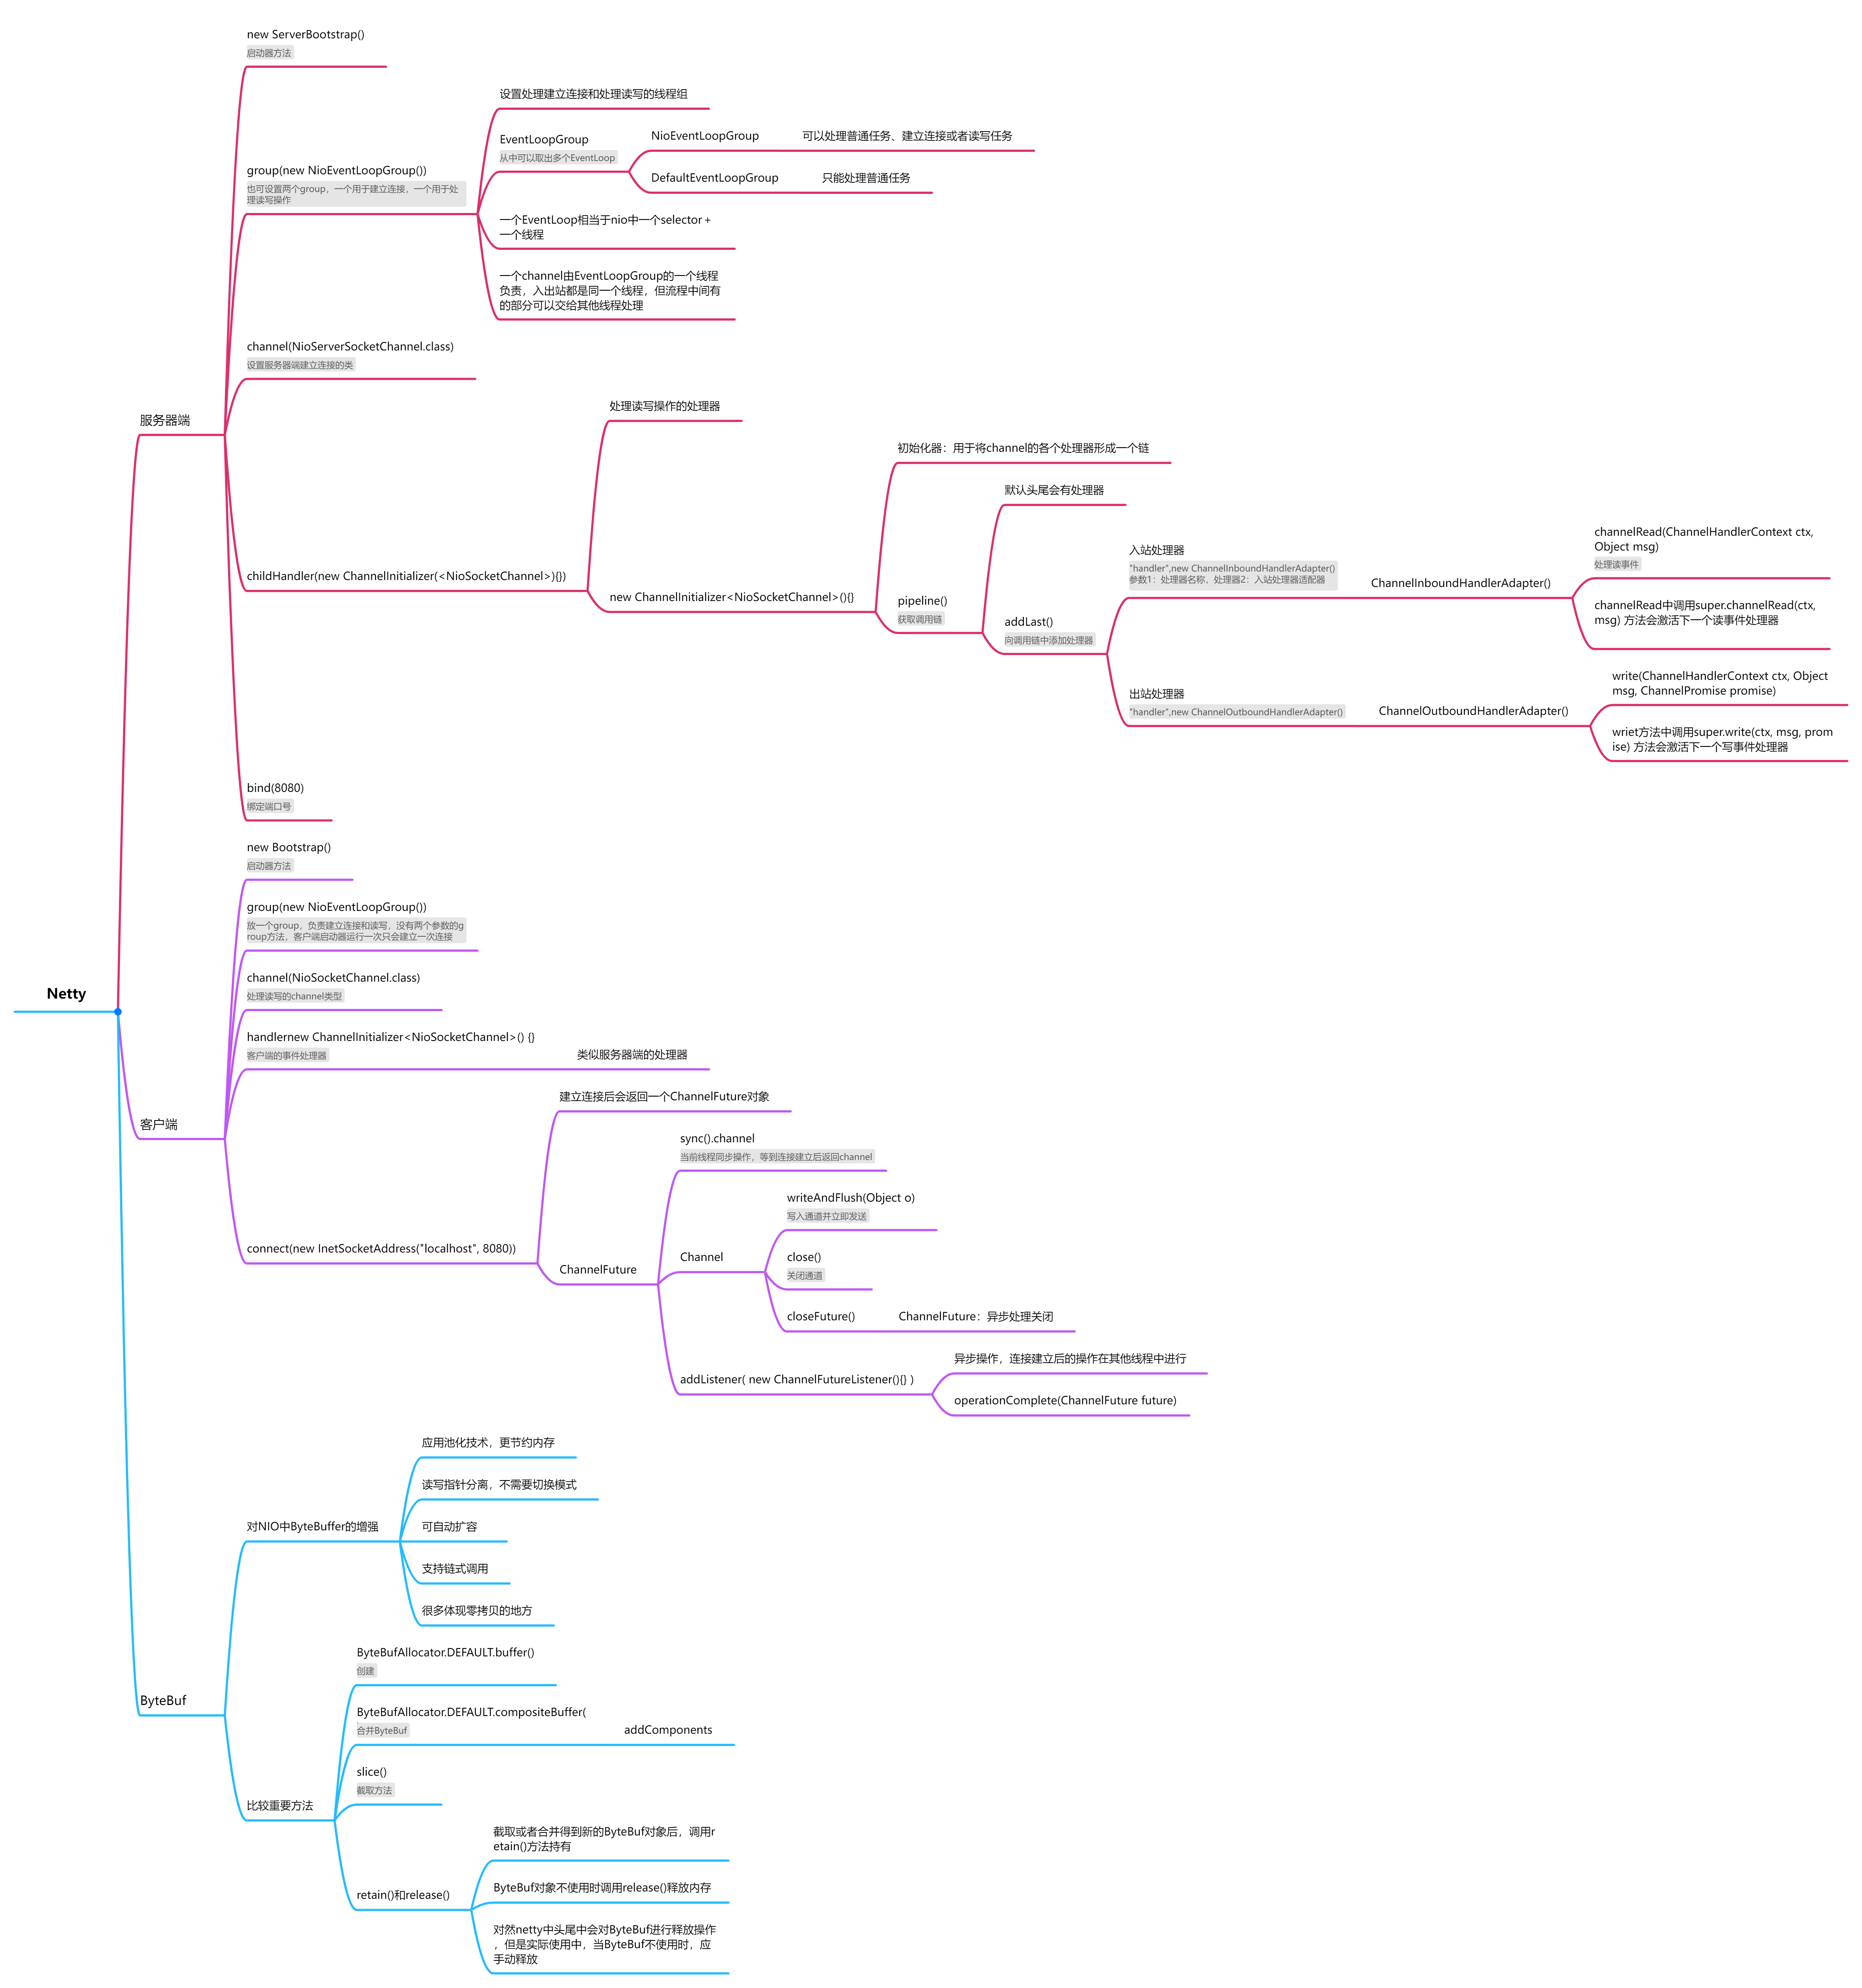 Netty
服务器端
new ServerBootstrap()
启动器方法
group(new NioEventLoopGroup())
也可设置两个group，一个用于建立连接，一个用于处
理读写操作
设置处理建立连接和处理读写的线程组
EventLoopGroup
从中可以取出多个EventLoop
NioEventLoopGroup
可以处理普通任务、建立连接或者读写任务
DefaultEventLoopGroup
只能处理普通任务
一个EventLoop相当于nio中一个selector +
一个线程
一个channel由EventLoopGroup的一个线程
负责，入出站都是同一个线程，但流程中间有
的部分可以交给其他线程处理
channel(NioServerSocketChannel.class)
设置服务器端建立连接的类
childHandler(new ChannelInitializer(<NioSocketChannel>){})
处理读写操作的处理器
new ChannelInitializer<NioSocketChannel>(){}
初始化器：用于将channel的各个处理器形成一个链
pipeline()
获取调用链
默认头尾会有处理器
addLast()
向调用链中添加处理器
入站处理器
"handler",new ChannelInboundHandlerAdapter()
参数1：处理器名称，处理器2：入站处理器适配器
ChannelInboundHandlerAdapter()
channelRead(ChannelHandlerContext ctx,
Object msg)
处理读事件
channelRead中调用super.channelRead(ctx,
msg) 方法会激活下一个读事件处理器
出站处理器
"handler",new ChannelOutboundHandlerAdapter()
ChannelOutboundHandlerAdapter()
write(ChannelHandlerContext ctx, Object
msg, ChannelPromise promise)
wriet方法中调用super.write(ctx, msg, prom
ise) 方法会激活下一个写事件处理器
bind(8080)
绑定端口号
客户端
new Bootstrap()
启动器方法
group(new NioEventLoopGroup())
放一个group，负责建立连接和读写，没有两个参数的g
roup方法，客户端启动器运行一次只会建立一次连接
channel(NioSocketChannel.class)
处理读写的channel类型
handlernew ChannelInitializer<NioSocketChannel>() {}
客户端的事件处理器
类似服务器端的处理器
connect(new InetSocketAddress("localhost", 8080))
建立连接后会返回一个ChannelFuture对象
ChannelFuture
sync().channel
当前线程同步操作，等到连接建立后返回channel
Channel
writeAndFlush(Object o)
写入通道并立即发送
close()
关闭通道
closeFuture()
ChannelFuture：异步处理关闭
addListener( new ChannelFutureListener(){} )
异步操作，连接建立后的操作在其他线程中进行
operationComplete(ChannelFuture future)
ByteBuf
对NIO中ByteBuffer的增强
应用池化技术，更节约内存
读写指针分离，不需要切换模式
可自动扩容
支持链式调用
很多体现零拷贝的地方
比较重要方法
ByteBufAllocator.DEFAULT.buffer()
创建
ByteBufAllocator.DEFAULT.compositeBuffer(
合并ByteBuf
addComponents
slice()
截取方法
retain()和release()
截取或者合并得到新的ByteBuf对象后，调用r
etain()方法持有
ByteBuf对象不使用时调用release()释放内存
对然netty中头尾中会对ByteBuf进行释放操作
，但是实际使用中，当ByteBuf不使用时，应
手动释放